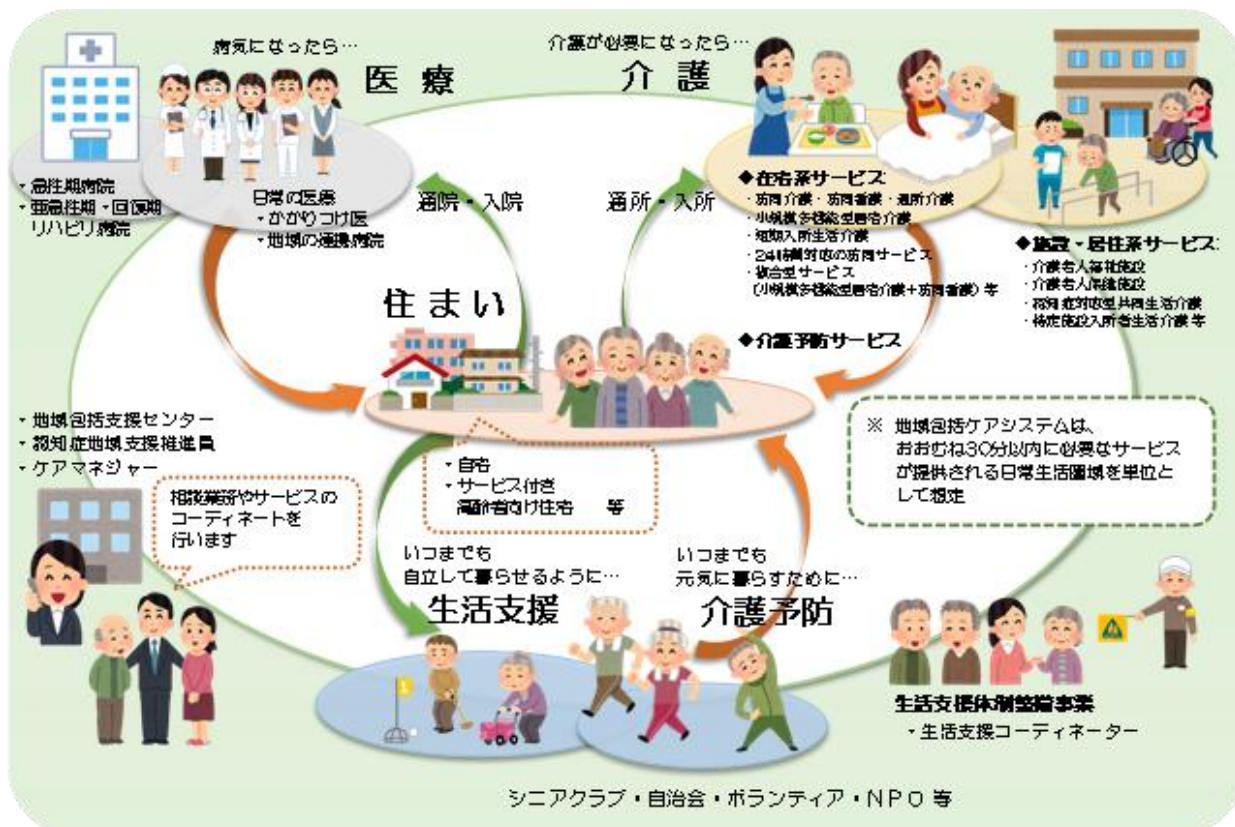 病気になったら…
医 療
介護が必要になったら…
介 護
・急性期病院
・亜急性期・回復期
リハビリ病院
日常の医療
・かかりつけ医
・地域の連携病院
通院・入院
通所・入所
◆在宅系サービス:
・訪問介護・訪問看護・通所介護
・小規模多機能型居宅介護
・短期入所生活介護
・24時間対応の訪問サービス
・複合型サービス
(小規模多機能型居宅介護+訪問看護)等
◆介護予防サービス
◆施設・居住系サービス:
・介護老人福祉施設
・介護老人保健施設
・認知症対応型共同生活介護
・特定施設入所者生活介護 等
住 ま い
・自宅
・サービス付き
高齢者向け住宅 等
・地域包括支援センター
・認知症地域支援推進員
・ケアマネジャー
相談業務やサービスの
コーディネートを
行います
※ 地域包括ケアシステムは、
おおむね30分以内に必要なサービス
が提供される日常生活圏域を単位と
して想定
いつまでも
自立して暮らせるように…
生活支援
いつまでも
元気に暮らすために…
介護予防
生活支援体制整備事業
・生活支援コーディネーター
シニアクラブ・自治会・ボランティア・NPO 等